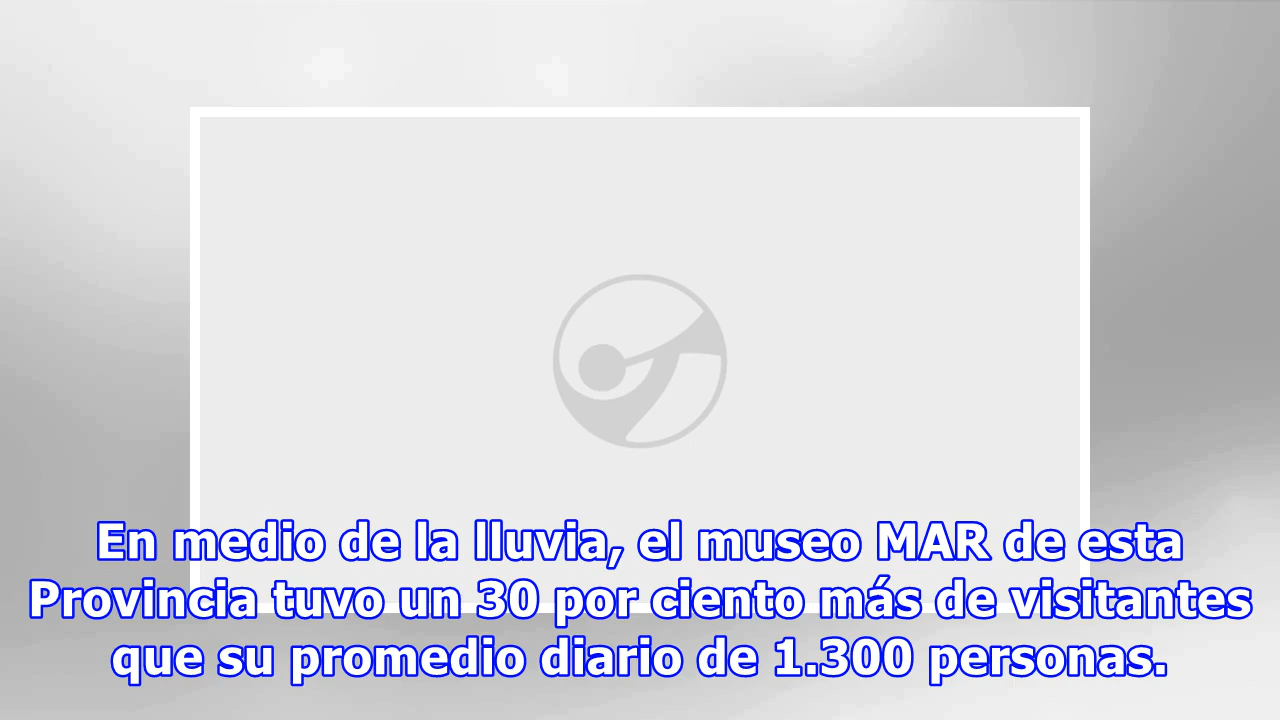 En medio de la lluvia, el museo MAR de esta
Provincia tuvo un 30 por ciento más de visitantes
que su promedio diario de 1.300 personas.